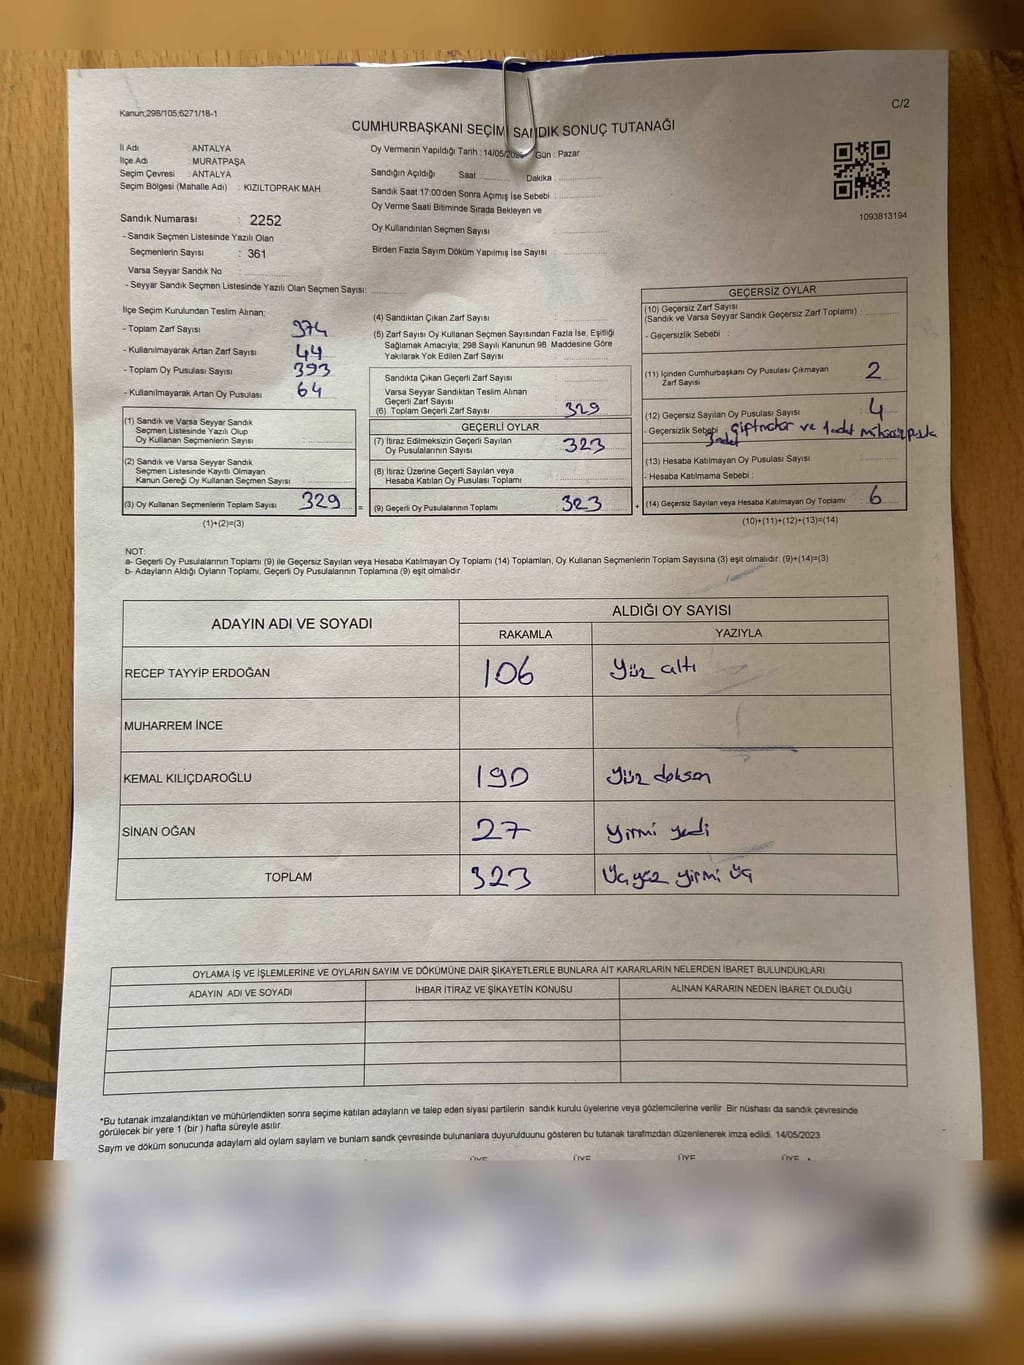 Kanun;298/105;6271/18-1
C/2
CUMHURBAŞKANI SEÇİM SANDIK SONUÇ TUTANAĞI
İl Adı : ANTALYA
İlçe Adı : MURATPAŞA
Seçim Çevresi : ANTALYA
Seçim Bölgesi (Mahalle Adı) : KIZILTOPRAK MAH
Sandık Numarası : 2252
- Sandık Seçmen Listesinde Yazılı Olan
Seçmenlerin Sayısı : 361
Varsa Seyyar Sandık No :
- Seyyar Sandık Seçmen Listesinde Yazılı Olan Seçmen Sayısı:
Oy Vermenin Yapıldığı Tarih : 14/05/2023 Gün : Pazar
Sandığın Açıldığı Saat : Dakika :
Sandık Saat 17:00'den Sonra Açımış İse Sebebi :
Oy Verme Saati Bitiminde Sırada Bekleyen ve
Oy Kullandırılan Seçmen Sayısı :
Birden Fazla Sayım Döküm Yapılmış İse Sayısı :
1093813194
İlçe Seçim Kurulundan Teslim Alınan;
- Toplam Zarf Sayısı 374
- Kullanılmayarak Artan Zarf Sayısı 44
- Toplam Oy Pusulası Sayısı 393
- Kullanılmayarak Artan Oy Pusulası 64
(1) Sandık ve Varsa Seyyar Sandık
Seçmen Listesinde Yazılı Olup
Oy Kullanan Seçmenlerin Sayısı :
(2) Sandık ve Varsa Seyyar Sandık
Seçmen Listesinde Kayıtlı Olmayan
Kanun Gereği Oy Kullanan Seçmen Sayısı :
(3) Oy Kullanan Seçmenlerin Toplam Sayısı 329 =
(1)+(2)=(3)
(4) Sandıktan Çıkan Zarf Sayısı :
(5) Zarf Sayısı Oy Kullanan Seçmen Sayısından Fazla İse, Eşitliği
Sağlamak Amacıyla; 298 Sayılı Kanunun 98. Maddesine Göre
Yakılarak Yok Edilen Zarf Sayısı :
Sandıkta Çıkan Geçerli Zarf Sayısı :
Varsa Seyyar Sandıktan Teslim Alınan
Geçerli Zarf Sayısı :
(6) Toplam Geçerli Zarf Sayısı : 329
GEÇERLİ OYLAR
(7) İtiraz Edilmeksizin Geçerli Sayılan
Oy Pusulalarının Sayısı : 323
(8) İtiraz Üzerine Geçerli Sayılan veya
Hesaba Katılan Oy Pusulası Toplamı :
(9) Geçerli Oy Pusulalarının Toplamı : 323 +
GEÇERSİZ OYLAR
(10) Geçersiz Zarf Sayısı
(Sandık ve Varsa Seyyar Sandık Geçersiz Zarf Toplamı) :
- Geçersizlik Sebebi :
(11) İçinden Cumhurbaşkanı Oy Pusulası Çıkmayan
Zarf Sayısı : 2
(12) Geçersiz Sayılan Oy Pusulası Sayısı : 4
- Geçersizlik Sebebi : 3 adet çift ve 1 adet
(13) Hesaba Katılmayan Oy Pusulası Sayısı :
- Hesaba Katılmama Sebebi :
(14) Geçersiz Sayılan veya Hesaba Katılmayan Oy Toplamı : 6
(10)+(11)+(12)+(13)=(14)
NOT:
a- Geçerli Oy Pusulalarının Toplamı (9) ile Geçersiz Sayılan veya Hesaba Katılmayan Oy Toplamı (14) Toplamları, Oy Kullanan Seçmenlerin Toplam Sayısına (3) eşit olmalıdır. (9)+(14)=(3)
b- Adayların Aldığı Oyların Toplamı, Geçerli Oy Pusulalarının Toplamına (9) eşit olmalıdır.
ADAYIN ADI VE SOYADI ALDIĞI OY SAYISI
RAKAMLA YAZIYLA
RECEP TAYYİP ERDOĞAN 106 Yüz altı
MUHARREM İNCE
KEMAL KILIÇDAROĞLU 190 Yüz doksan
SİNAN OĞAN 27 Yirmi yedi
TOPLAM 323 Üç yüz yirmi üç
OYLAMA İŞ VE İŞLEMLERİNE VE OYLARIN SAYIM VE DÖKÜMÜNE DAİR ŞİKAYETLERLE BUNLARA AİT KARARLARIN NELERDEN İBARET BULUNDUKLARI
ADAYIN ADI VE SOYADI İHBAR İTİRAZ VE ŞİKAYETİN KONUSU ALINAN KARARIN NEDEN İBARET OLDUĞU
*Bu tutanak imzalandıktan ve mühürlendikten sonra seçime katılan adayların ve talep eden siyasi partilerin sandık kurulu üyelerine veya gözlemcilerine verilir. Bir nüshası da sandık çevresinde
görülecek bir yere 1 (bir ) hafta süreyle asılır.
Saym ve döküm sonucunda adaylarm ald oylarm saylarm ve bunlarm sandk çevresinde bulunanlara duyurulduunu gösteren bu tutanak tarafmzdan düzenlenerek imza edildi. 14/05/2023
ÜYE ÜYE ÜYE ÜYE